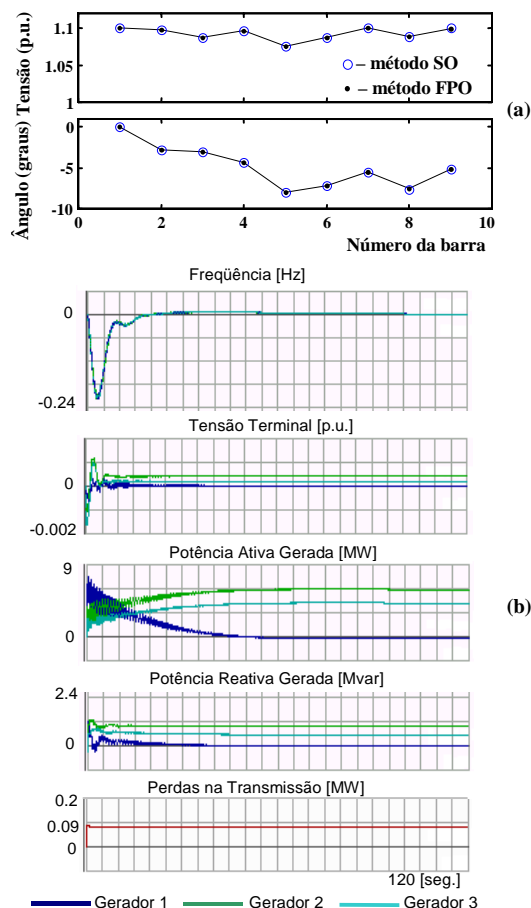 Tensão (p.u.)
1.1
1.05
1
– método SO
– método FPO
(a)
Ângulo (graus)
0
-5
-10
0
2
4
6
8
10
Número da barra
Freqüência [Hz]
0
-0.24
Tensão Terminal [p.u.]
0
-0.002
Potência Ativa Gerada [MW]
9
0
(b)
Potência Reativa Gerada [Mvar]
2.4
0
Perdas na Transmissão [MW]
0.2
0.09
0
120 [seg.]
Gerador 1 Gerador 2 Gerador 3